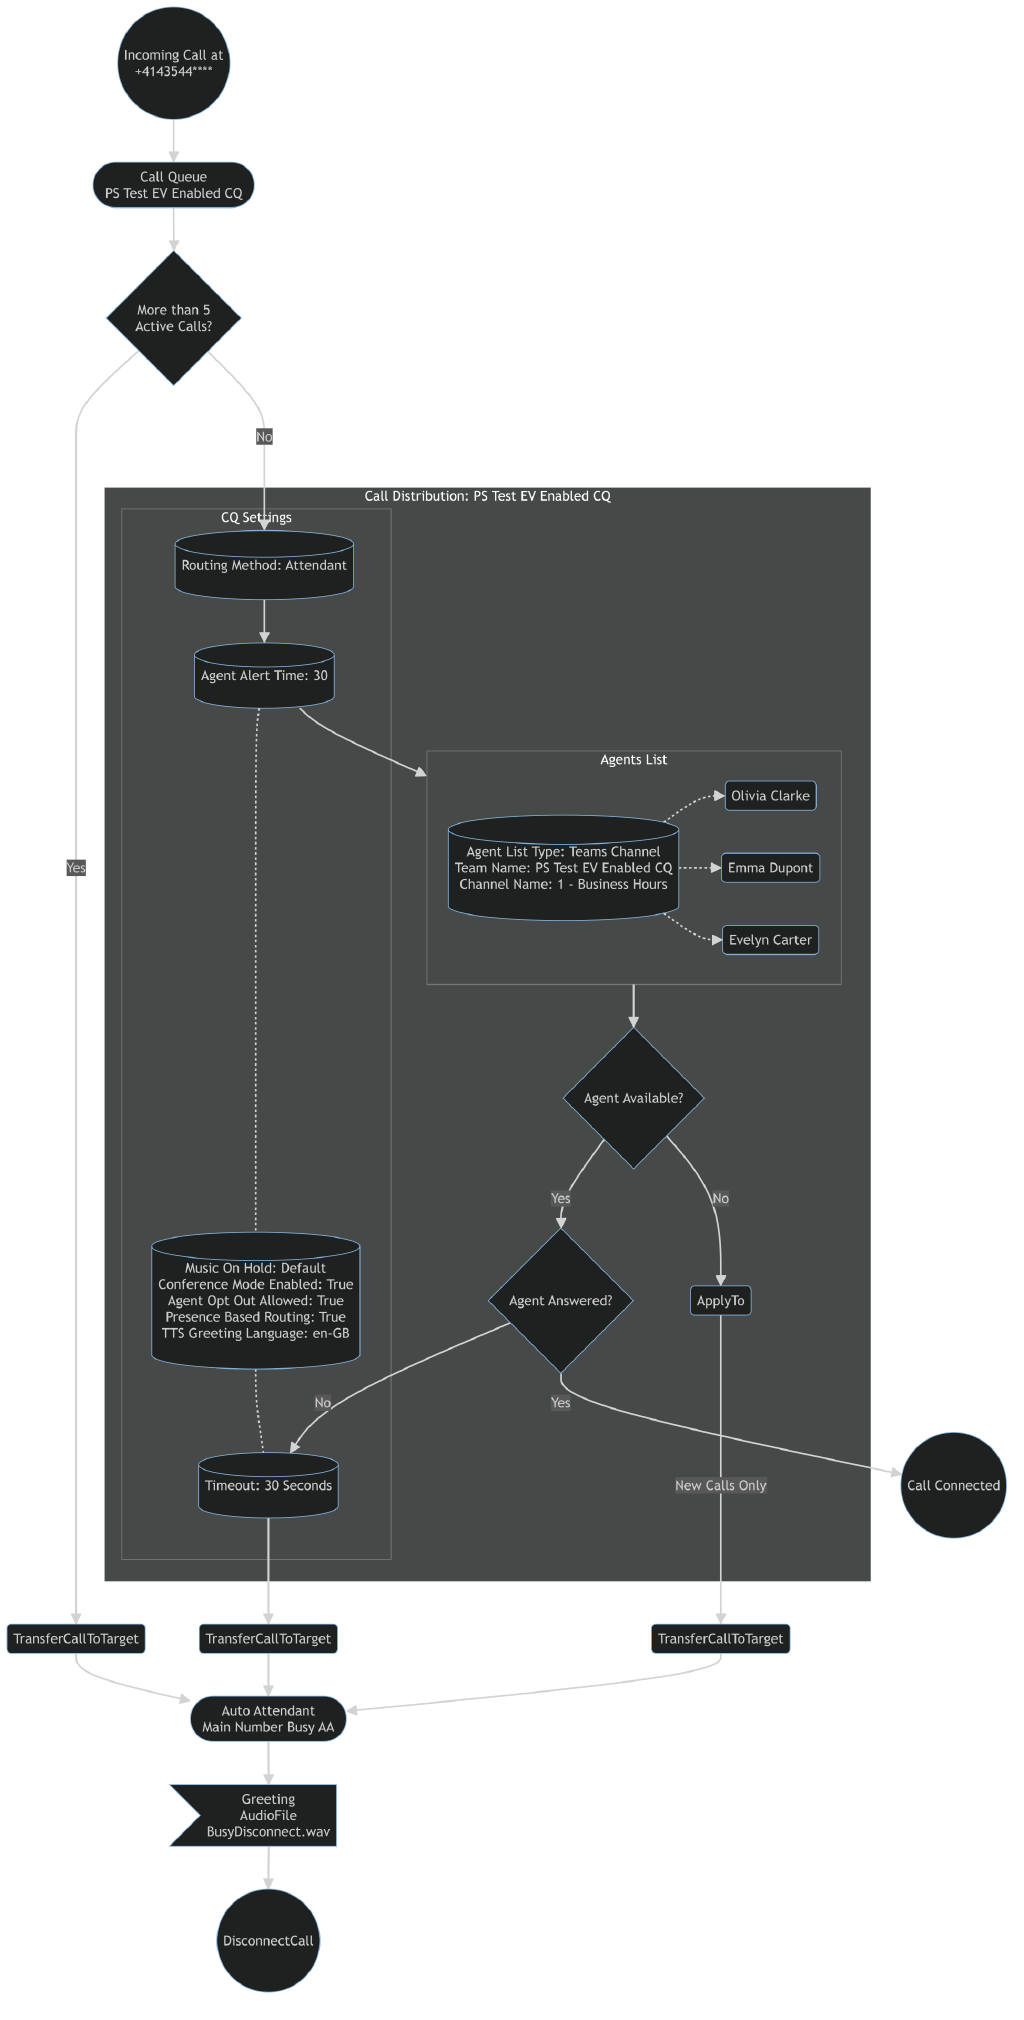 Incoming Call at
+4143544****
Call Queue
PS Test EV Enabled CQ
More than 5
Active Calls?
No
Yes
Call Distribution: PS Test EV Enabled CQ
CQ Settings
Routing Method: Attendant
Agent Alert Time: 30
Agents List
Agent List Type: Teams Channel
Team Name: PS Test EV Enabled CQ
Channel Name: 1 - Business Hours
Olivia Clarke
Emma Dupont
Evelyn Carter
Agent Available?
Yes
No
Music On Hold: Default
Conference Mode Enabled: True
Agent Opt Out Allowed: True
Presence Based Routing: True
TTS Greeting Language: en-GB
Agent Answered?
ApplyTo
No
Yes
Timeout: 30 Seconds
New Calls Only
Call Connected
TransferCallToTarget
TransferCallToTarget
TransferCallToTarget
Auto Attendant
Main Number Busy AA
Greeting
AudioFile
BusyDisconnect.wav
DisconnectCall